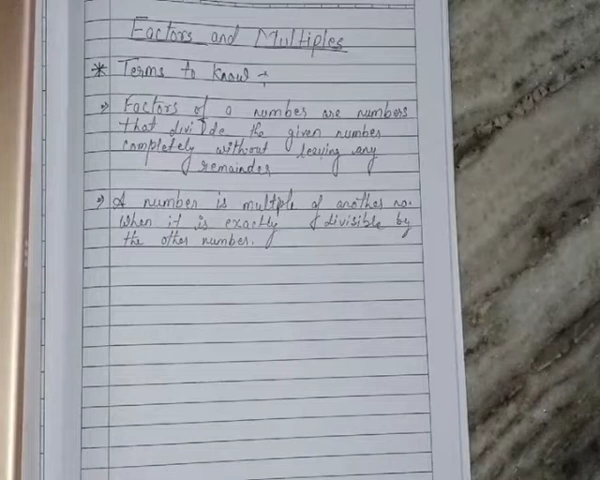 Factors and Multiples
* Terms to know :-
Factors of a number are numbers
that divide the given number
completely without leaving any
remainder
A number is multiple of another no.
when it is exactly divisible by
the other number.